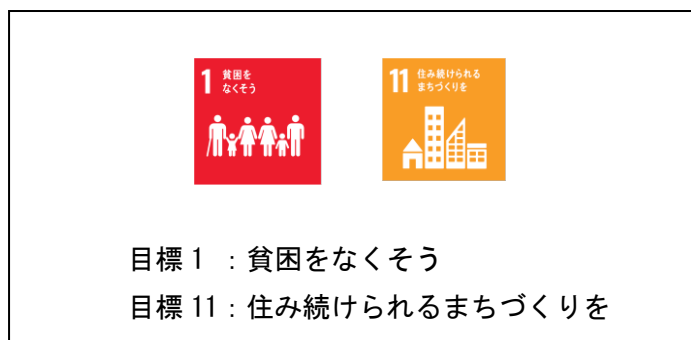 1 貧困を
なくそう
11 住み続けられる
まちづくりを
目標1 ：貧困をなくそう
目標11：住み続けられるまちづくりを